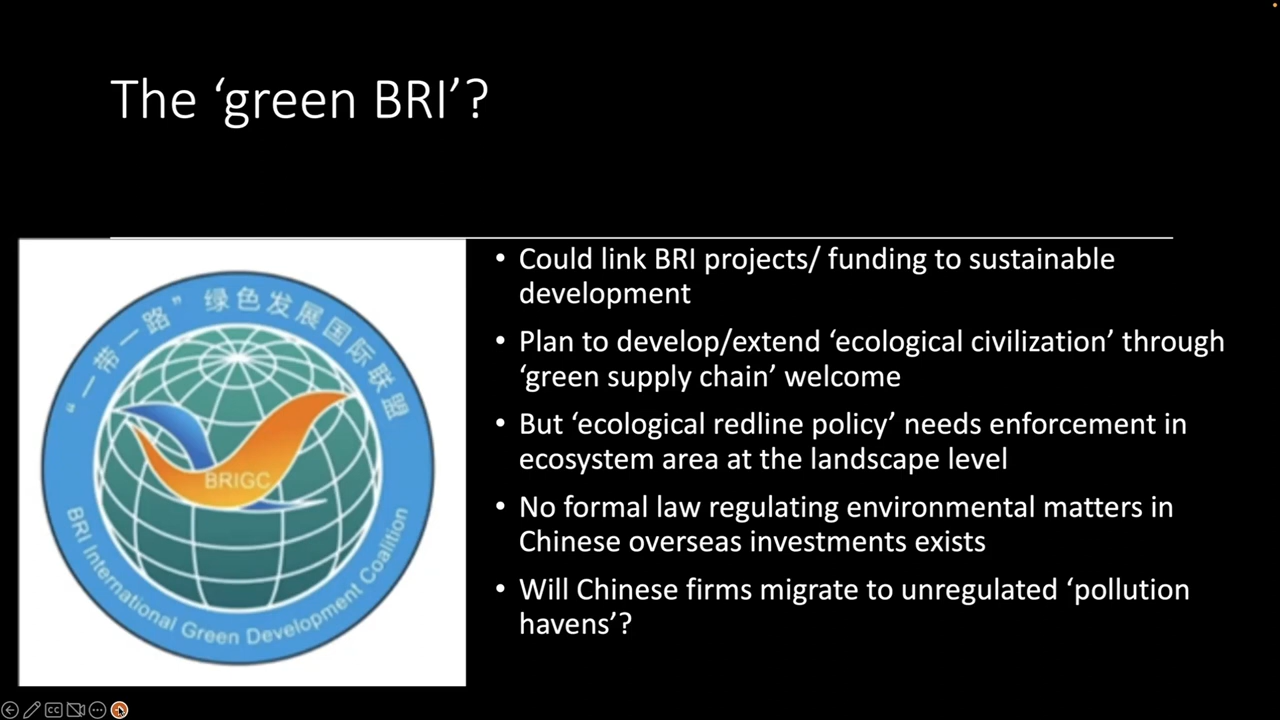 The ‘green BRI’?
“一带一路” 绿色发展国际联盟
BRIGC
BRI International Green Development Coalition
• Could link BRI projects/ funding to sustainable
development
• Plan to develop/extend ‘ecological civilization’ through
‘green supply chain’ welcome
• But ‘ecological redline policy’ needs enforcement in
ecosystem area at the landscape level
• No formal law regulating environmental matters in
Chinese overseas investments exists
• Will Chinese firms migrate to unregulated ‘pollution
havens’?
CC